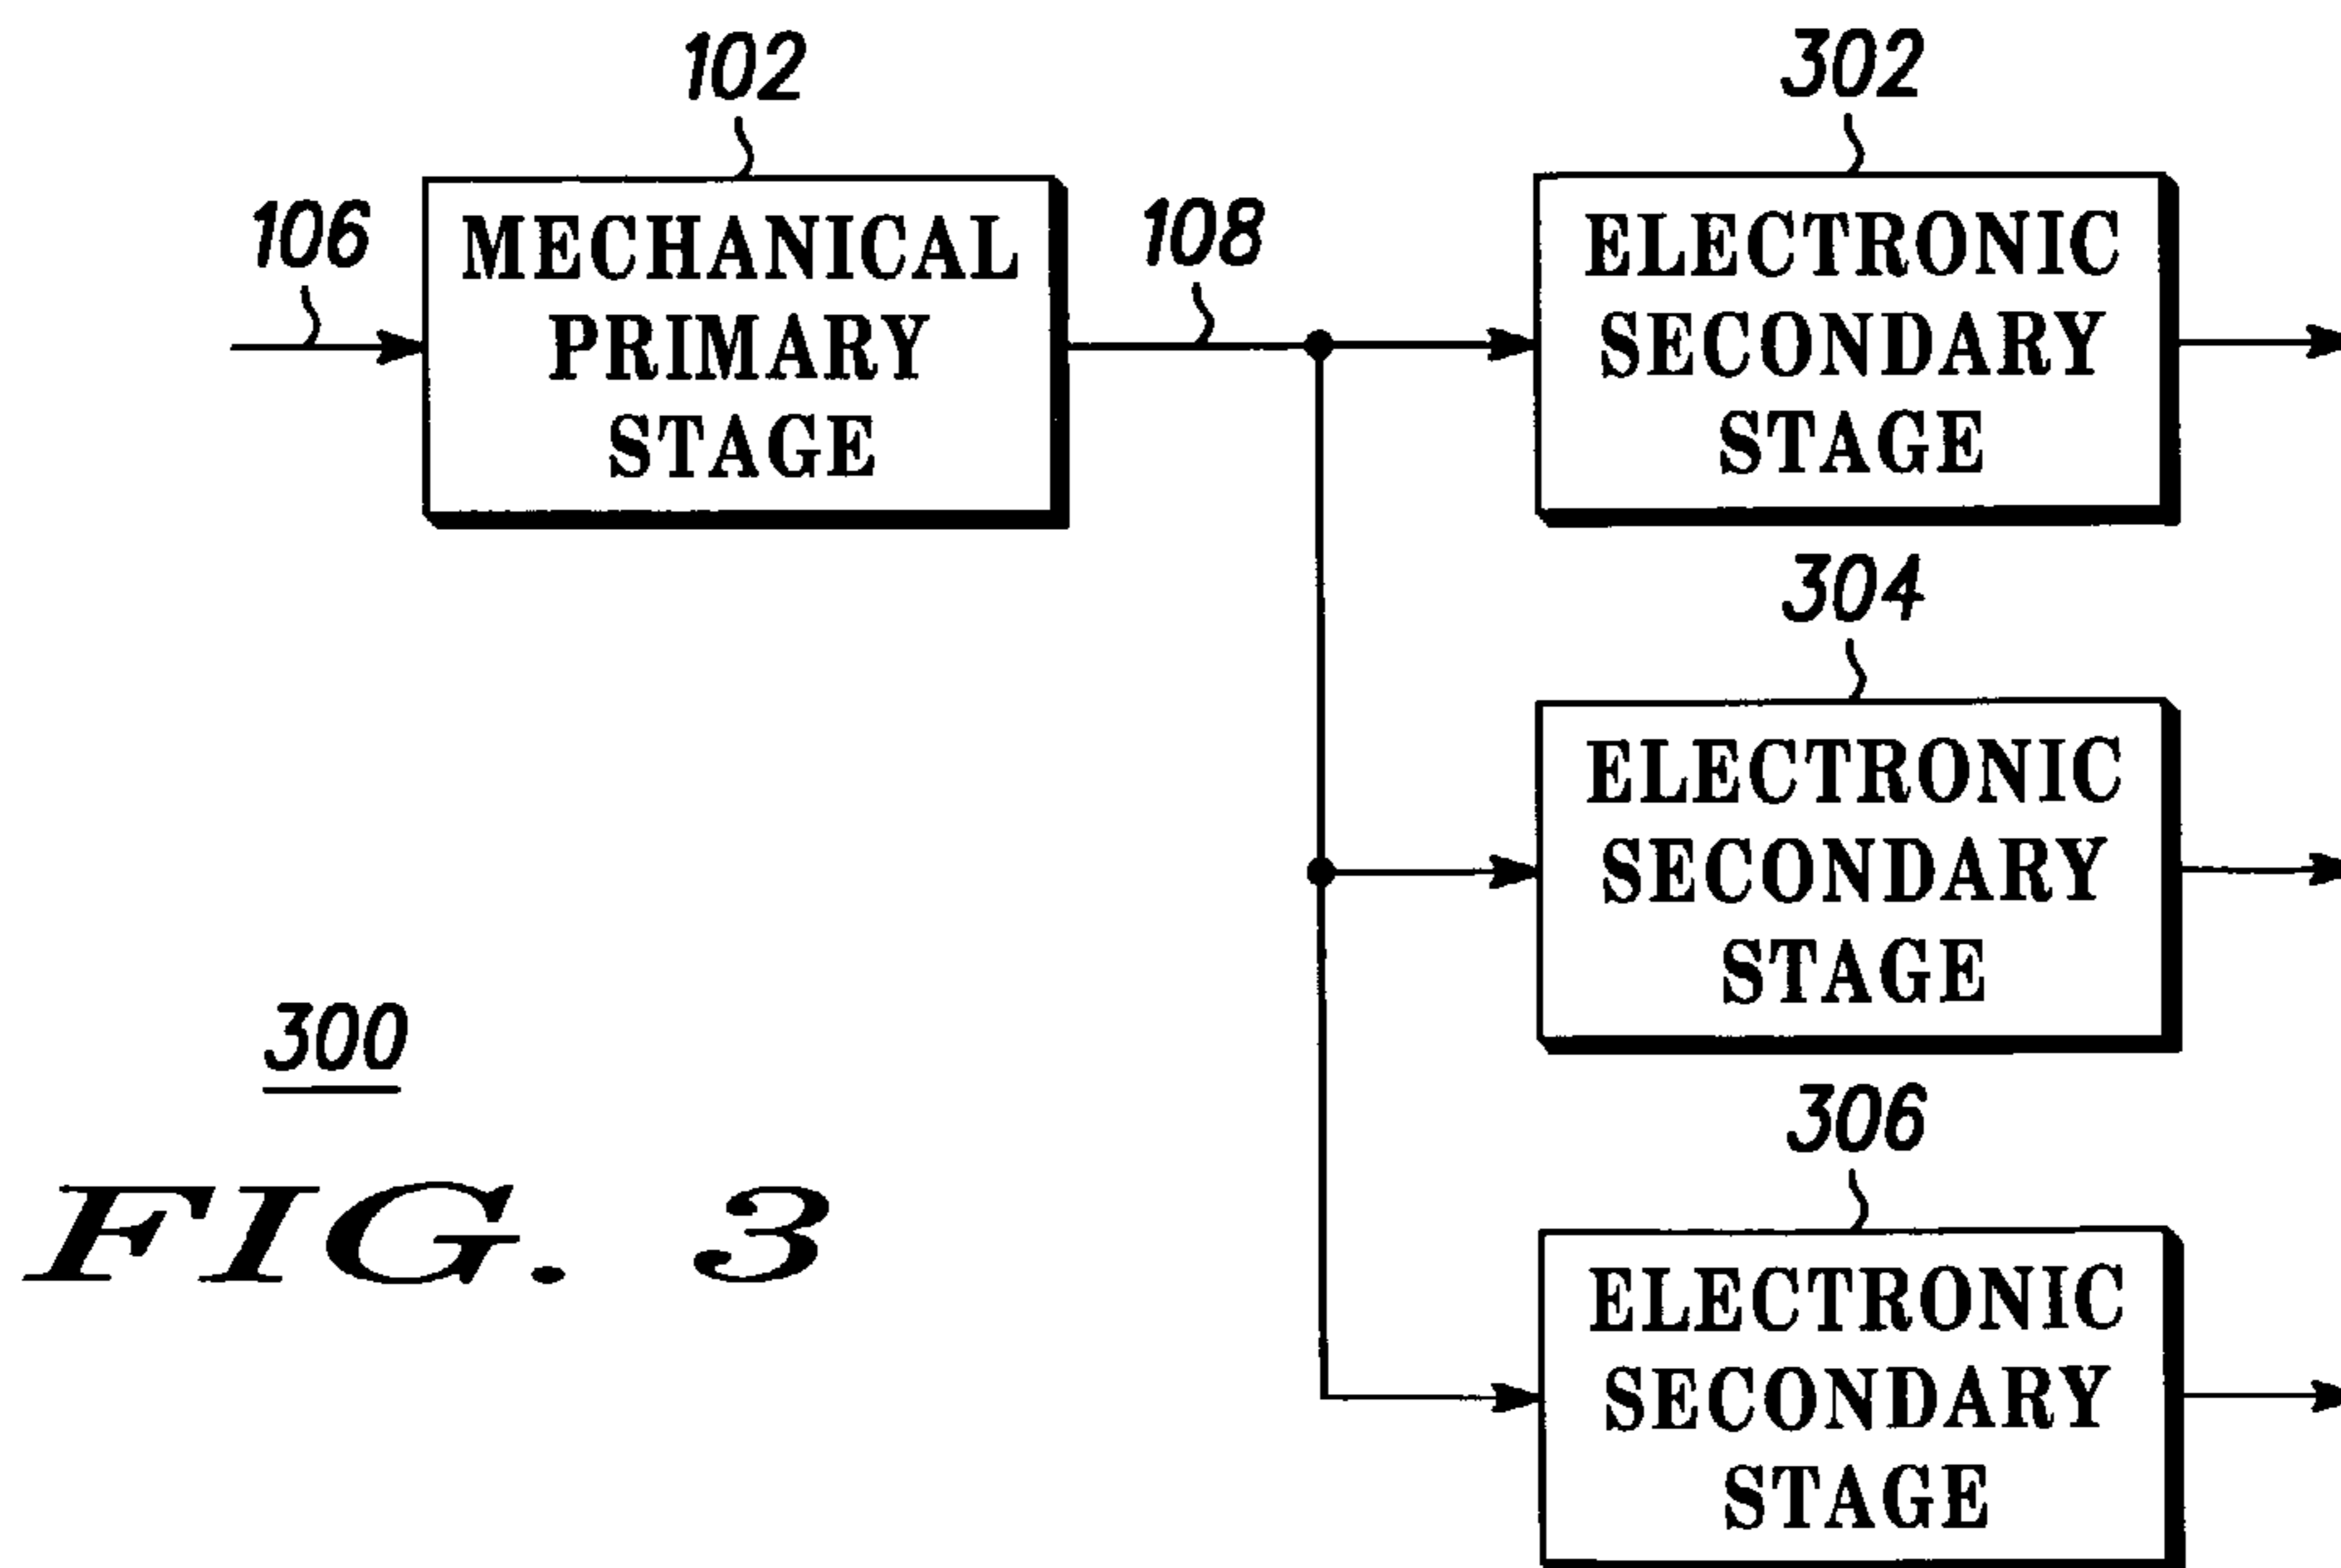 102
302
106
MECHANICAL
PRIMARY
STAGE
108
ELECTRONIC
SECONDARY
STAGE
304
ELECTRONIC
SECONDARY
STAGE
300
306
FIG. 3
ELECTRONIC
SECONDARY
STAGE